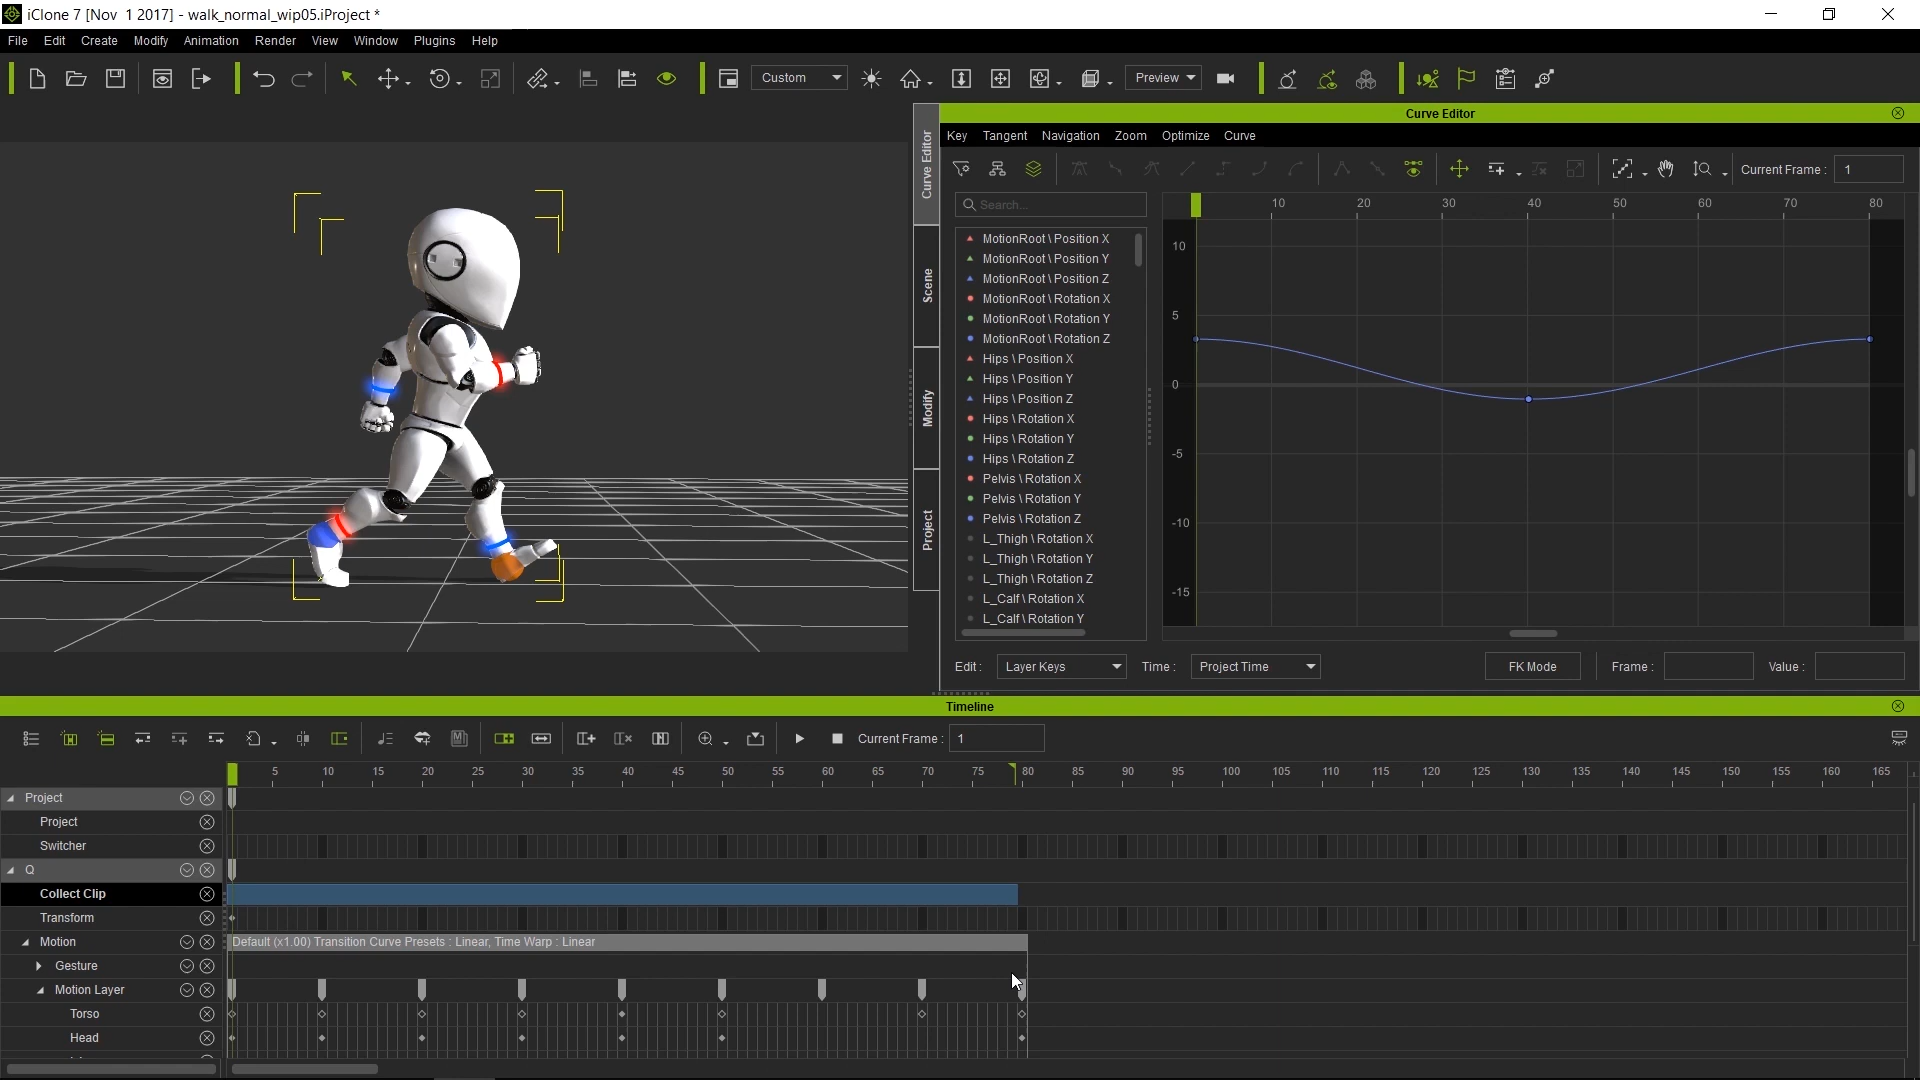 iClone 7 [Nov  1 2017] - walk_normal_wip05.iProject *
File Edit Create Modify Animation Render View Window Plugins Help
Custom Preview
Curve Editor
Key Tangent Navigation Zoom Optimize Curve
Current Frame : 1
Search...
10 20 30 40 50 60 70 80
Curve Editor
Scene
Modify
Project
MotionRoot \ Position X
MotionRoot \ Position Y
MotionRoot \ Position Z
MotionRoot \ Rotation X
MotionRoot \ Rotation Y
MotionRoot \ Rotation Z
Hips \ Position X
Hips \ Position Y
Hips \ Position Z
Hips \ Rotation X
Hips \ Rotation Y
Hips \ Rotation Z
Pelvis \ Rotation X
Pelvis \ Rotation Y
Pelvis \ Rotation Z
L_Thigh \ Rotation X
L_Thigh \ Rotation Y
L_Thigh \ Rotation Z
L_Calf \ Rotation X
L_Calf \ Rotation Y
10
5
0
-5
-10
-15
Edit : Layer Keys Time : Project Time FK Mode Frame : Value :
Timeline
Current Frame : 1
5 10 15 20 25 30 35 40 45 50 55 60 65 70 75 80 85 90 95 100 105 110 115 120 125 130 135 140 145 150 155 160 165
Project
Project
Switcher
Q
Collect Clip
Transform
Motion Default (x1.00) Transition Curve Presets : Linear, Time Warp : Linear
Gesture
Motion Layer
Torso
Head